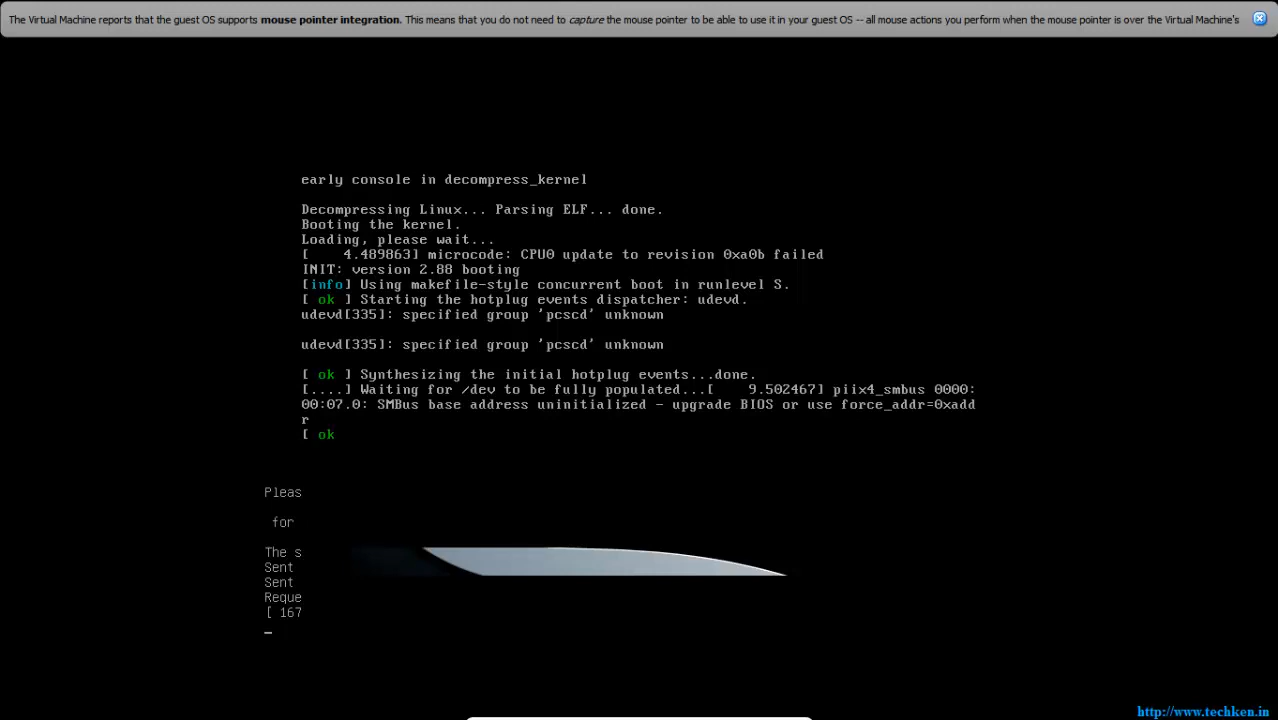 The Virtual Machine reports that the guest OS supports mouse pointer integration. This means that you do not need to capture the mouse pointer to be able to use it in your guest OS -- all mouse actions you perform when the mouse pointer is over the Virtual Machine's
early console in decompress_kernel
Decompressing Linux... Parsing ELF... done.
Booting the kernel.
Loading, please wait...
[    4.489863] microcode: CPU0 update to revision 0xa0b failed
INIT: version 2.88 booting
[info] Using makefile-style concurrent boot in runlevel S.
[ ok ] Starting the hotplug events dispatcher: udevd.
udevd[335]: specified group 'pcscd' unknown
udevd[335]: specified group 'pcscd' unknown
[ ok ] Synthesizing the initial hotplug events...done.
[....] Waiting for /dev to be fully populated...[    9.502467] piix4_smbus 0000:
00:07.0: SMBus base address uninitialized - upgrade BIOS or use force_addr=0xadd
r
[ ok
Pleas
for
The s
Sent
Sent
Reque
[ 167
_
http://www.techken.in